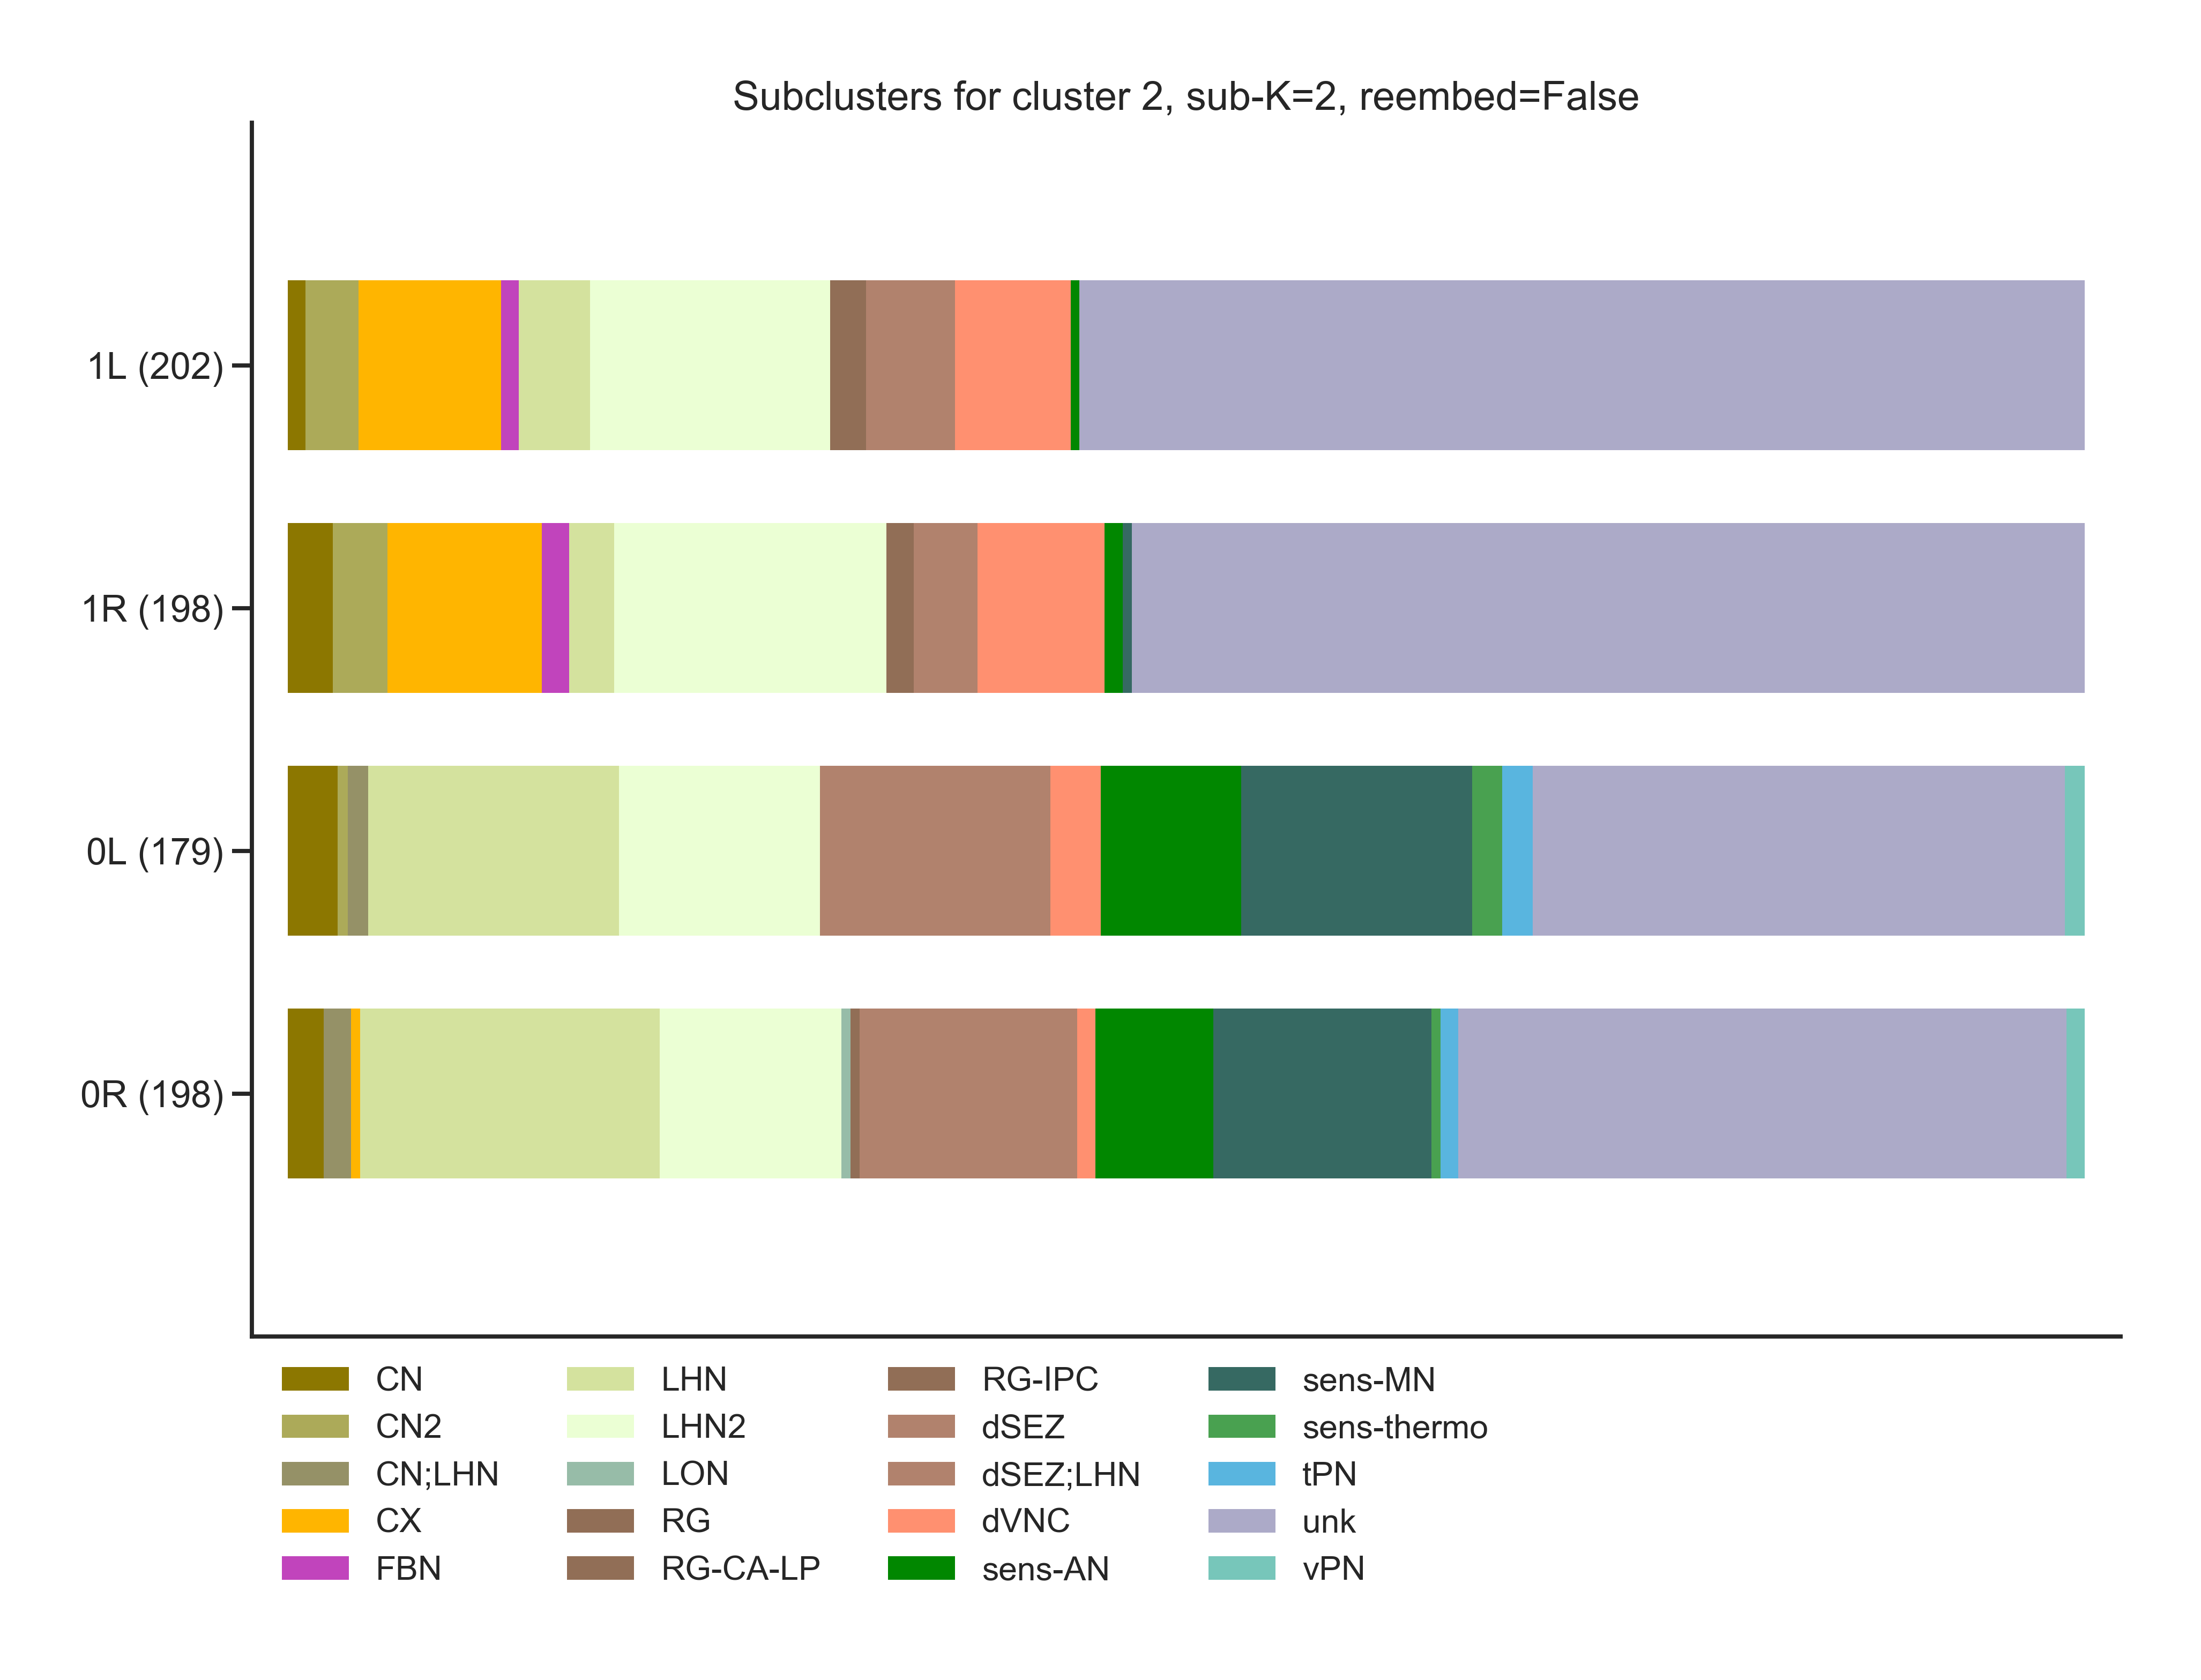 Subclusters for cluster 2, sub-K=2, reembed=False
1L (202)
1R (198)
0L (179)
0R (198)
CN
CN2
CN;LHN
CX
FBN
LHN
LHN2
LON
RG
RG-CA-LP
RG-IPC
dSEZ
dSEZ;LHN
dVNC
sens-AN
sens-MN
sens-thermo
tPN
unk
vPN